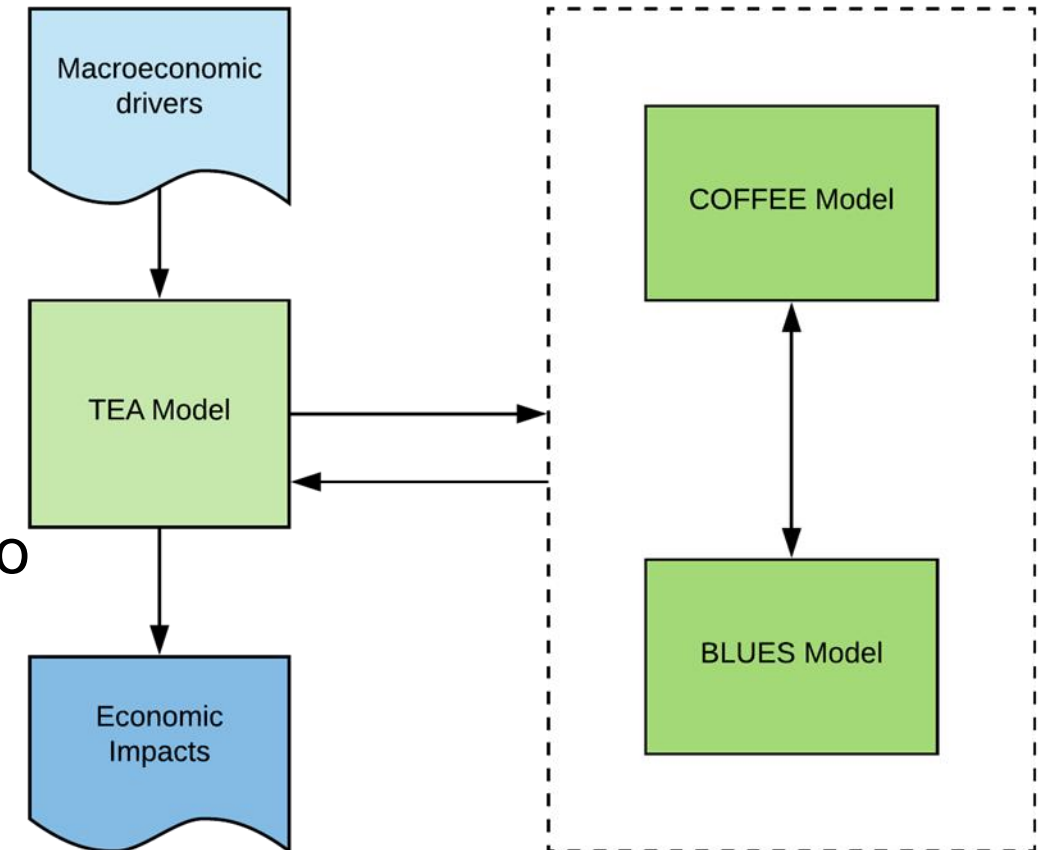 Macroeconomic
drivers
COFFEE Model
TEA Model
o
BLUES Model
Economic
Impacts